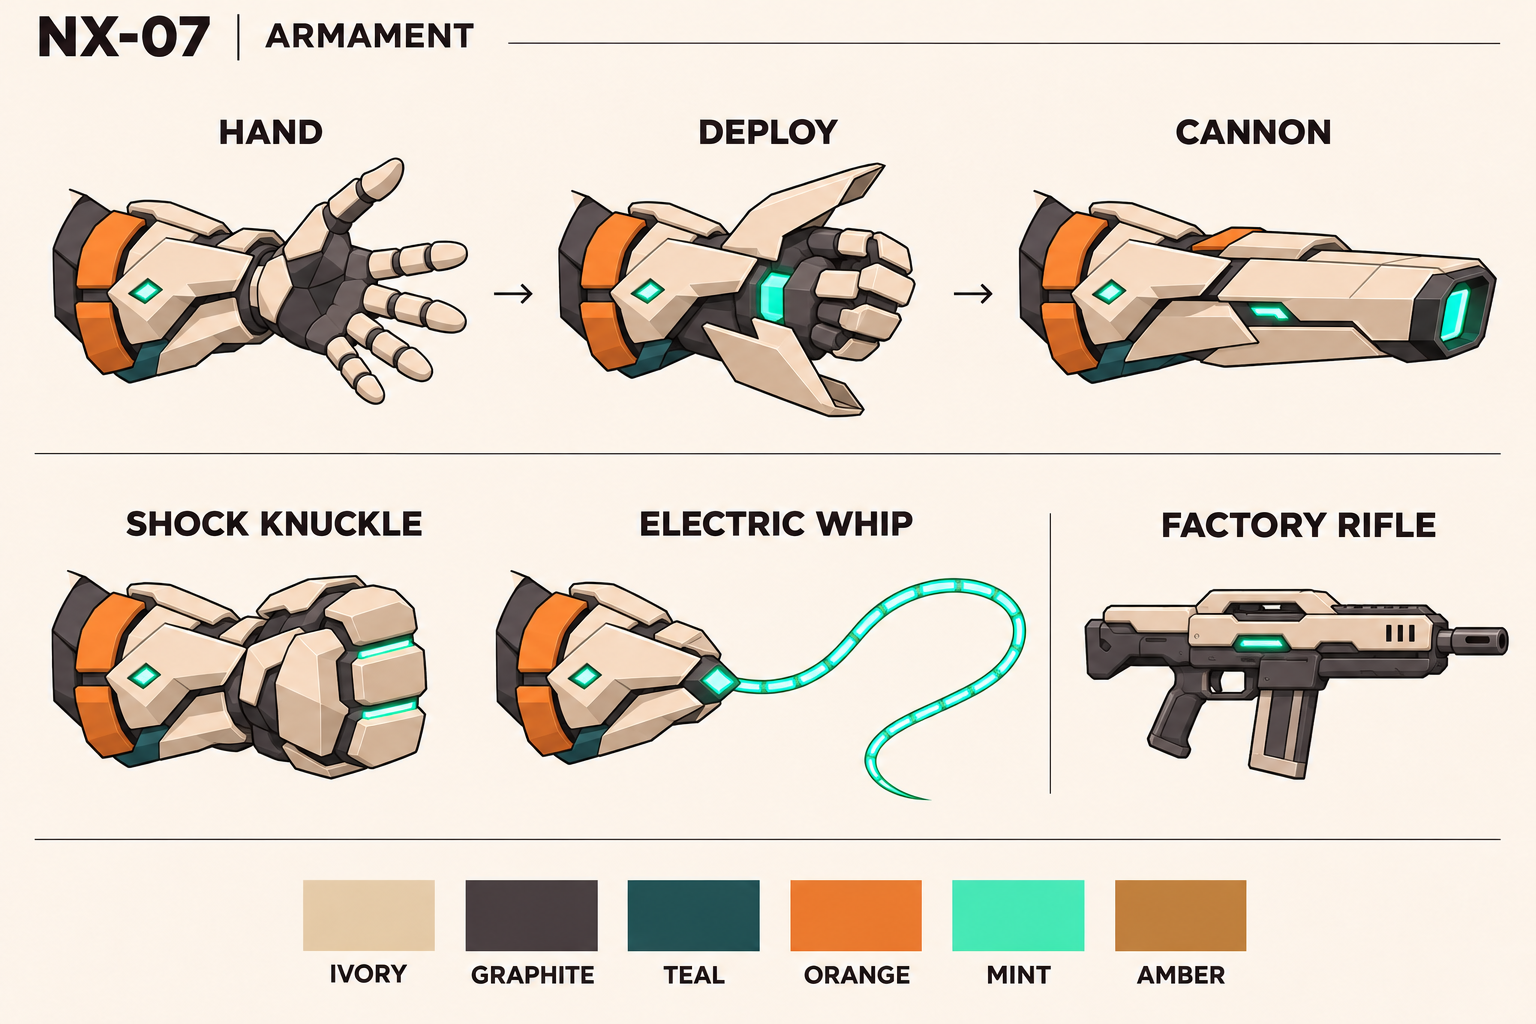 NX-07 | ARMAMENT
HAND
DEPLOY
CANNON
SHOCK KNUCKLE
ELECTRIC WHIP
FACTORY RIFLE
IVORY
GRAPHITE
TEAL
ORANGE
MINT
AMBER